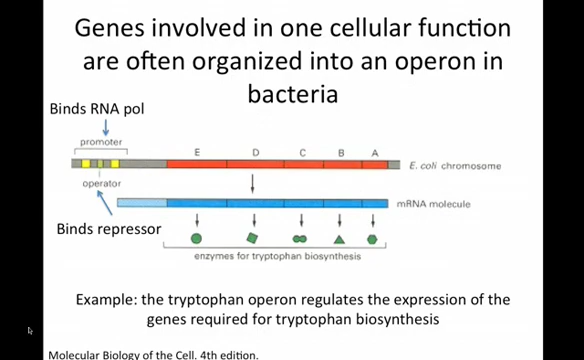 Genes involved in one cellular function
are often organized into an operon in
bacteria
Binds RNA pol
promoter
E D C B A
E. coli chromosome
operator
mRNA molecule
Binds repressor
enzymes for tryptophan biosynthesis
Example: the tryptophan operon regulates the expression of the
genes required for tryptophan biosynthesis
Molecular Biology of the Cell. 4th edition.